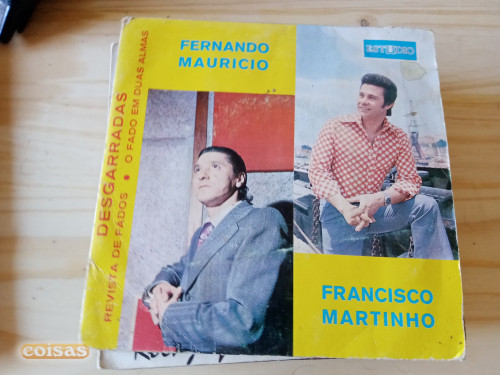 FERNANDO
MAURICIO
ESTÚDIO
DESGARRADAS
REVISTA DE FADOS • O FADO EM DUAS ALMAS
FRANCISCO
MARTINHO
coisas